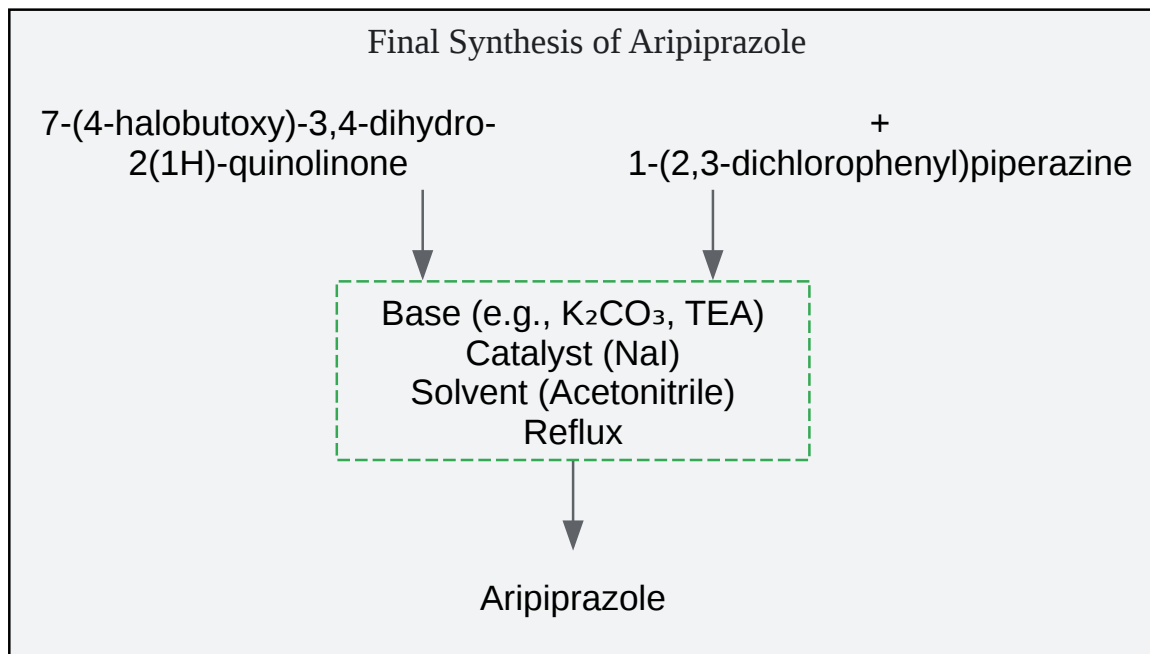 Final Synthesis of Aripiprazole
7-(4-halobutoxy)-3,4-dihydro-
2(1H)-quinolinone
+
1-(2,3-dichlorophenyl)piperazine
Base (e.g., K₂CO₃, TEA)
Catalyst (NaI)
Solvent (Acetonitrile)
Reflux
Aripiprazole